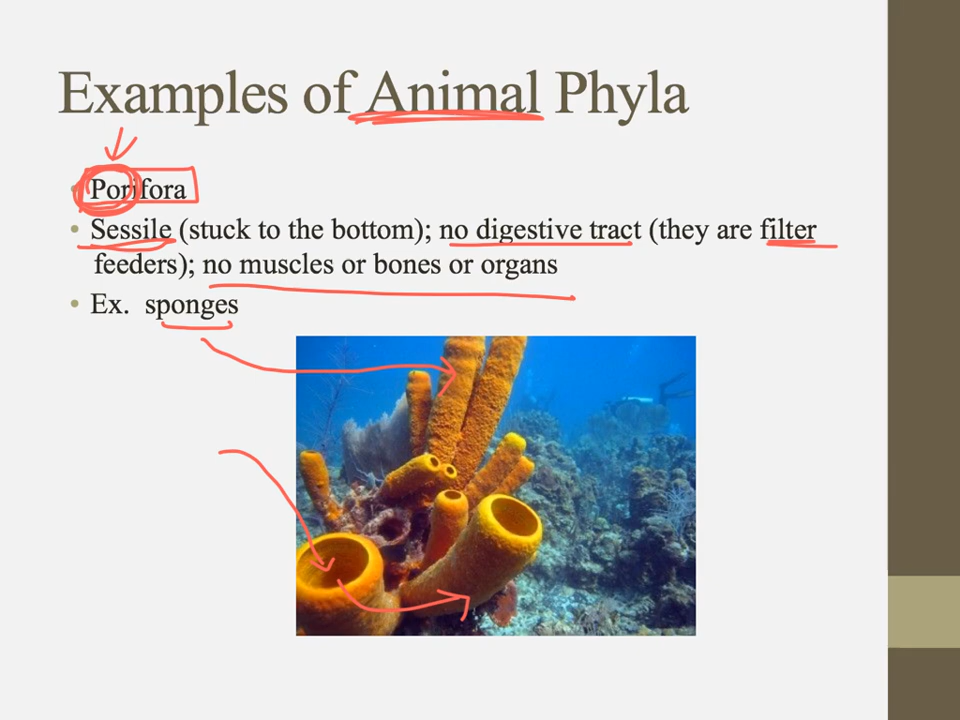 Examples of Animal Phyla
• Porifora
• Sessile (stuck to the bottom); no digestive tract (they are filter
feeders); no muscles or bones or organs
• Ex. sponges